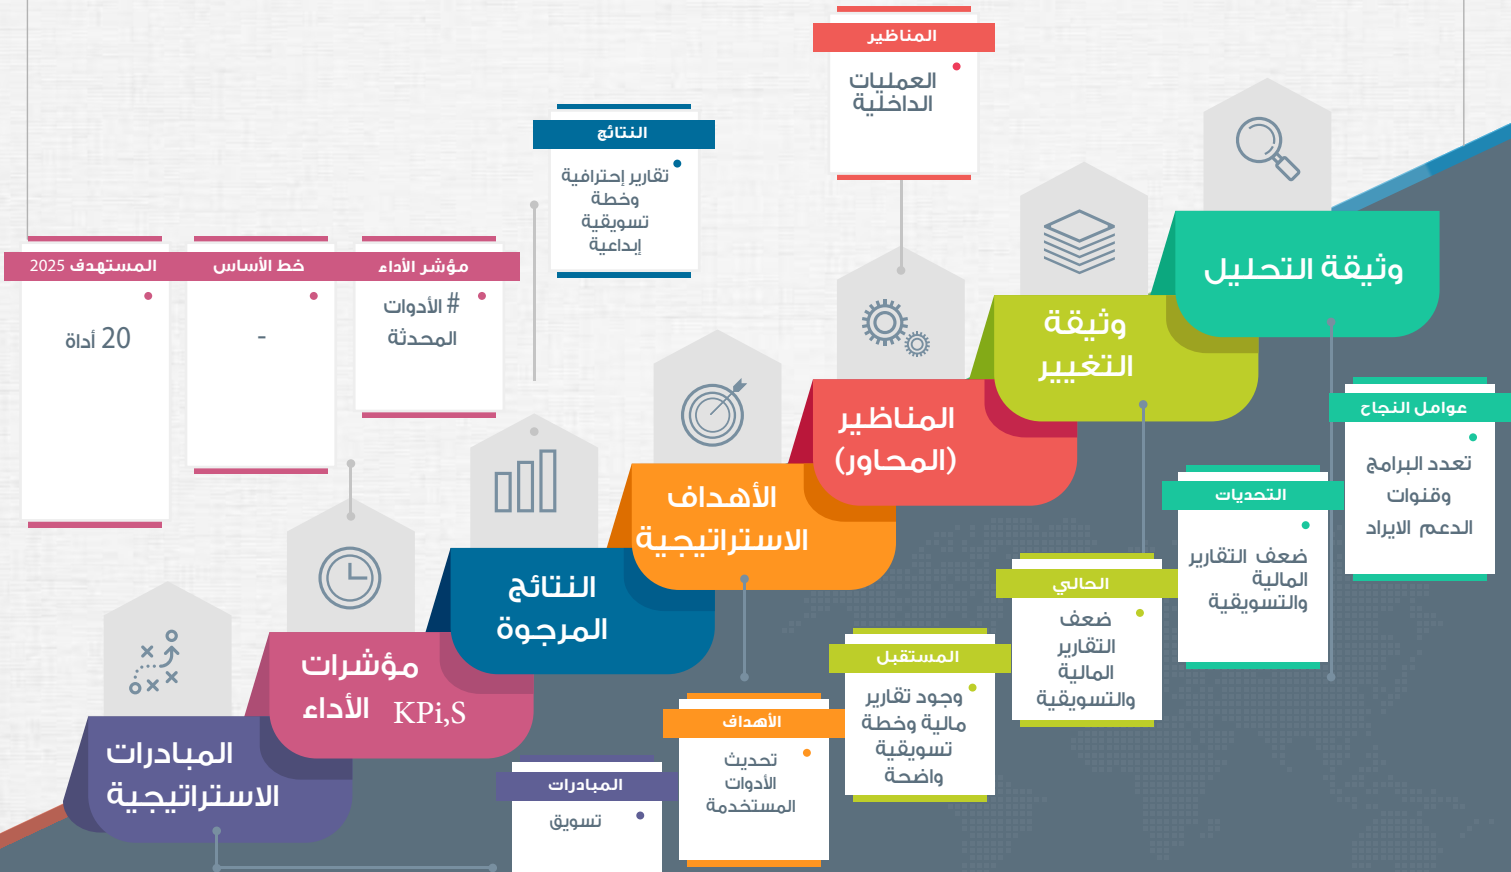 المناظير
العمليات
الداخلية
النتائج
تقارير إحترافية
وخطة
تسويقية
إبداعية
مؤشر الأداء
# الأدوات
المحدثة
خط الأساس
-
المستهدف 2025
20 أداة
وثيقة التحليل
وثيقة
التغيير
المناظير
(المحاور)
الأهداف
الاستراتيجية
النتائج
المرجوة
مؤشرات
الأداء KPi,S
المبادرات
الاستراتيجية
عوامل النجاح
تعدد البرامج
وقنوات
الدعم الايراد
التحديات
ضعف التقارير
المالية
والتسويقية
الحالي
ضعف
التقارير
المالية
والتسويقية
المستقبل
وجود تقارير
مالية وخطة
تسويقية
واضحة
الأهداف
تحديث
الأدوات
المستخدمة
المبادرات
تسويق